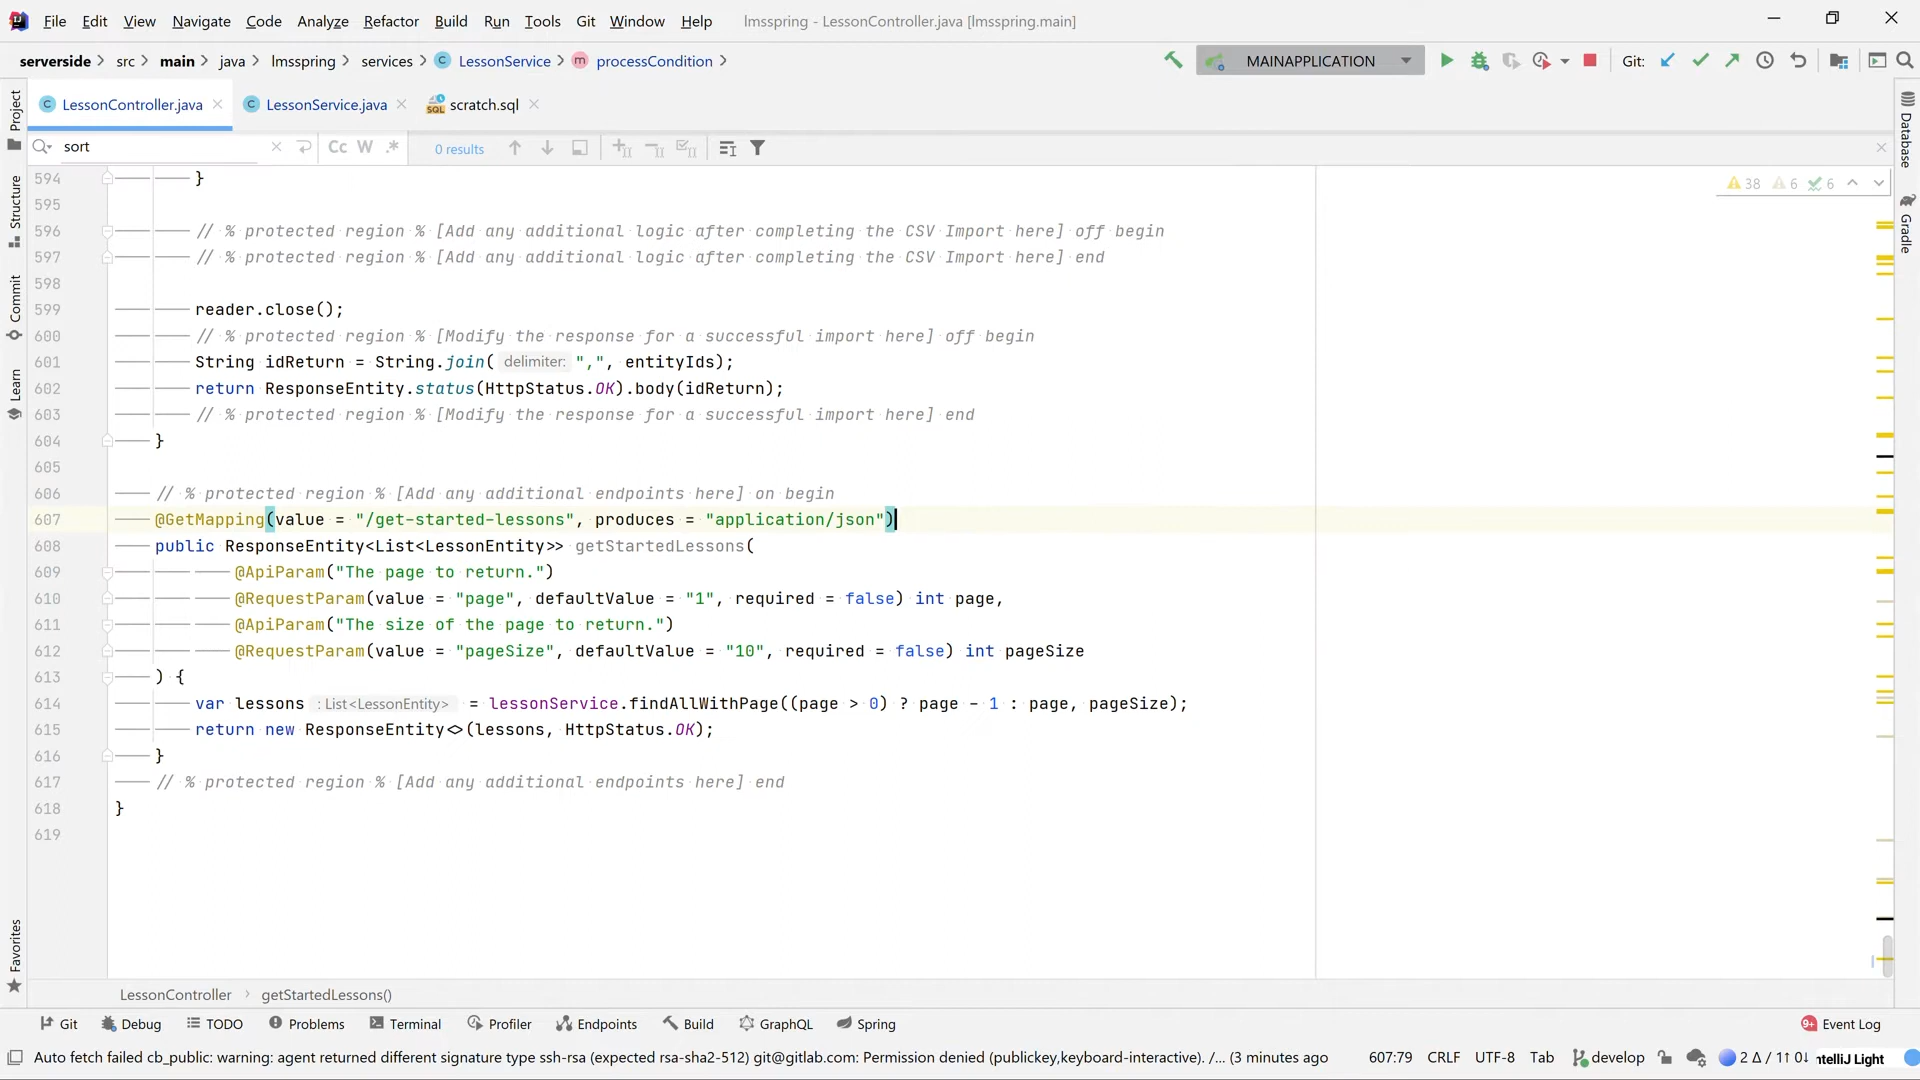 File Edit View Navigate Code Analyze Refactor Build Run Tools Git Window Help lmsspring - LessonController.java [lmsspring.main]
serverside src main java lmsspring services LessonService processCondition MAINAPPLICATION Git:
LessonController.java LessonService.java scratch.sql
sort Cc W .* 0 results
Project
Structure
Commit
Learn
Favorites
Database
Gradle
38 6 6
594 }
595
596 // % protected region % [Add any additional logic after completing the CSV Import here] off begin
597 // % protected region % [Add any additional logic after completing the CSV Import here] end
598
599 reader.close();
600 // % protected region % [Modify the response for a successful import here] off begin
601 String idReturn = String.join( delimiter: ",", entityIds);
602 return ResponseEntity.status(HttpStatus.OK).body(idReturn);
603 // % protected region % [Modify the response for a successful import here] end
604 }
605
606 // % protected region % [Add any additional endpoints here] on begin
607 @GetMapping(value = "/get-started-lessons", produces = "application/json")
608 public ResponseEntity<List<LessonEntity>> getStartedLessons(
609 @ApiParam("The page to return.")
610 @RequestParam(value = "page", defaultValue = "1", required = false) int page,
611 @ApiParam("The size of the page to return.")
612 @RequestParam(value = "pageSize", defaultValue = "10", required = false) int pageSize
613 ) {
614 var lessons : List<LessonEntity> = lessonService.findAllWithPage((page > 0) ? page - 1 : page, pageSize);
615 return new ResponseEntity<>(lessons, HttpStatus.OK);
616 }
617 // % protected region % [Add any additional endpoints here] end
618 }
619
LessonController getStartedLessons()
Git Debug TODO Problems Terminal Profiler Endpoints Build GraphQL Spring 9+ Event Log
Auto fetch failed cb_public: warning: agent returned different signature type ssh-rsa (expected rsa-sha2-512) git@gitlab.com: Permission denied (publickey,keyboard-interactive). /... (3 minutes ago 607:79 CRLF UTF-8 Tab develop 2 Δ / 1↑ 0↓ ntelliJ Light